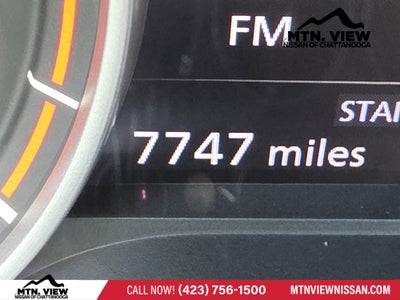 FM
MTN. VIEW
NISSAN OF CHATTANOOGA
STA
7747 miles
MTN. VIEW
NISSAN OF CHATTANOOGA
CALL NOW! (423) 756-1500
MTNVIEWNISSAN.COM